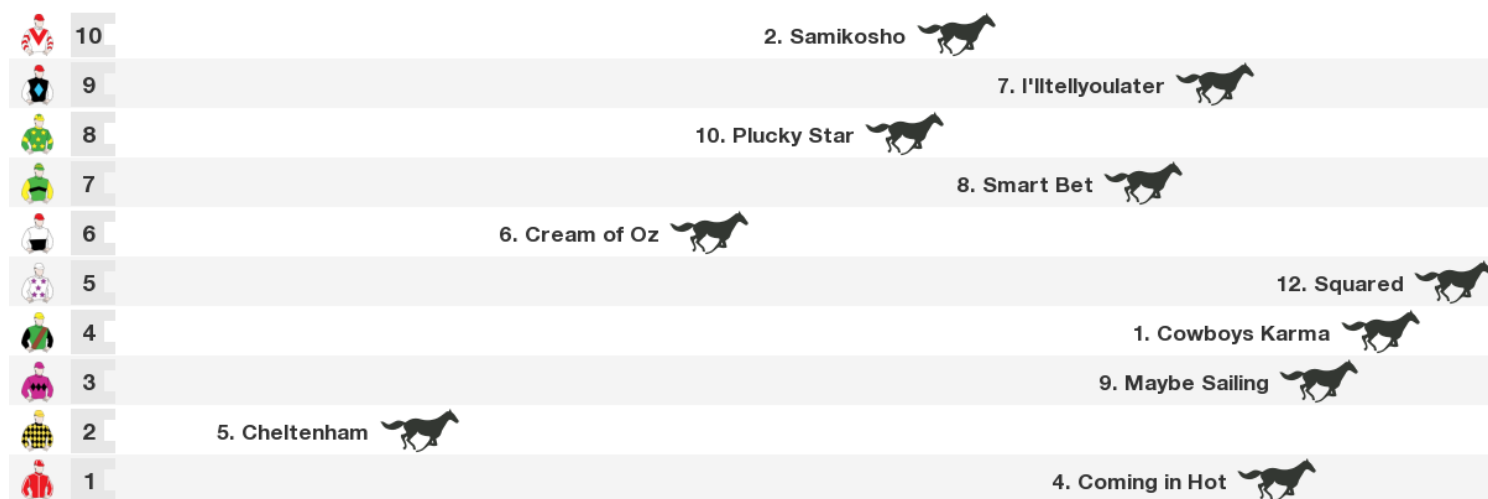 10 2. Samikosho
9 7. I'lltellyoulater
8 10. Plucky Star
7 8. Smart Bet
6 6. Cream of Oz
5 12. Squared
4 1. Cowboys Karma
3 9. Maybe Sailing
2 5. Cheltenham
1 4. Coming in Hot